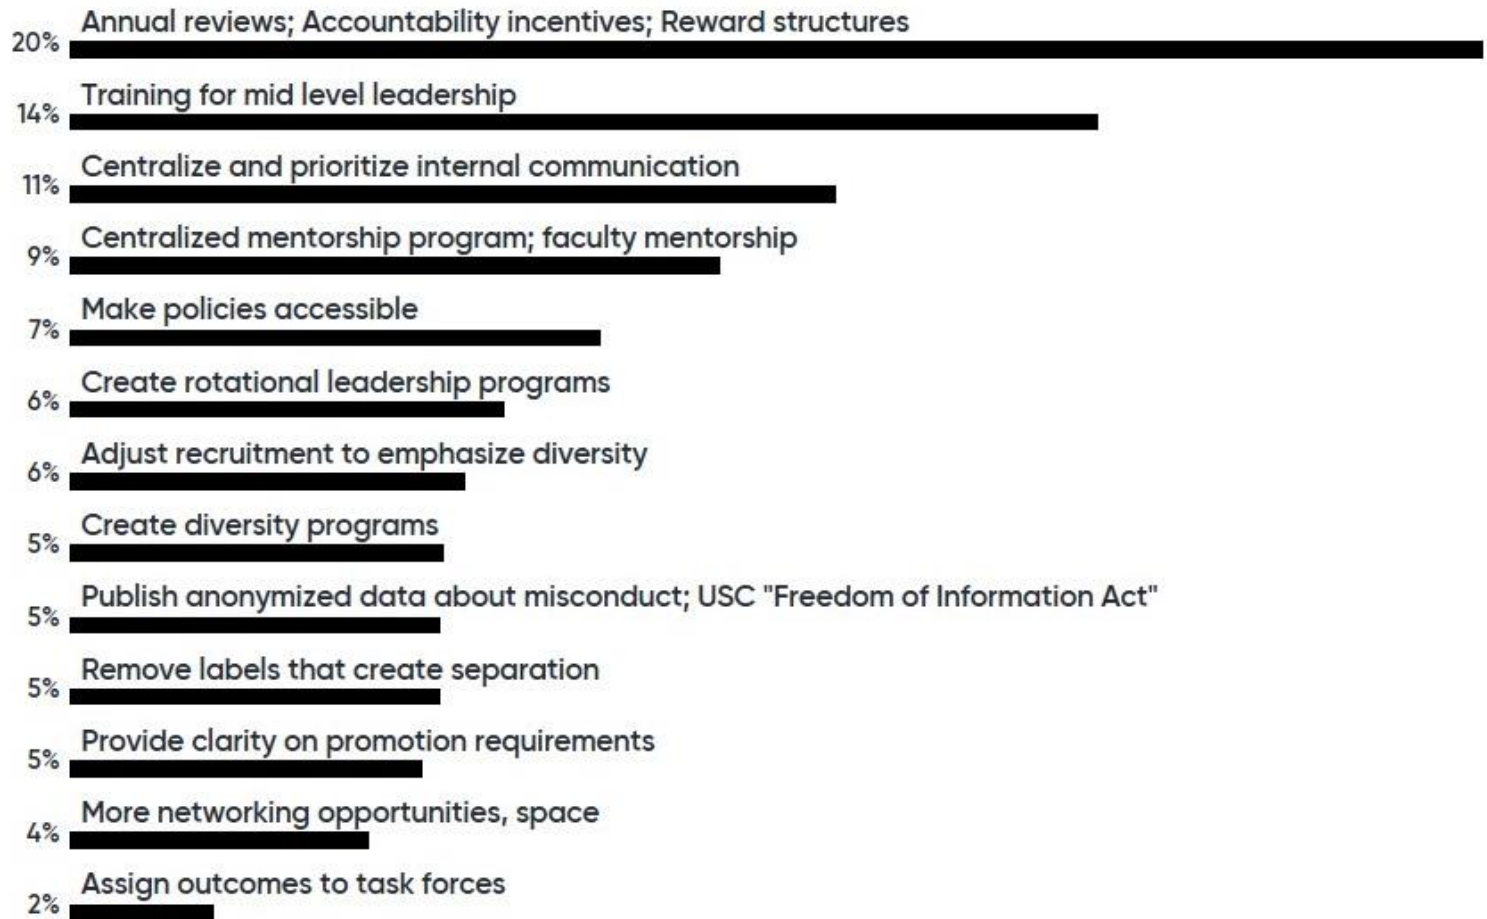 Annual reviews; Accountability incentives; Reward structures
20%
Training for mid level leadership
14%
Centralize and prioritize internal communication
11%
Centralized mentorship program; faculty mentorship
9%
Make policies accessible
7%
Create rotational leadership programs
6%
Adjust recruitment to emphasize diversity
6%
Create diversity programs
5%
Publish anonymized data about misconduct; USC "Freedom of Information Act"
5%
Remove labels that create separation
5%
Provide clarity on promotion requirements
5%
More networking opportunities, space
4%
Assign outcomes to task forces
2%